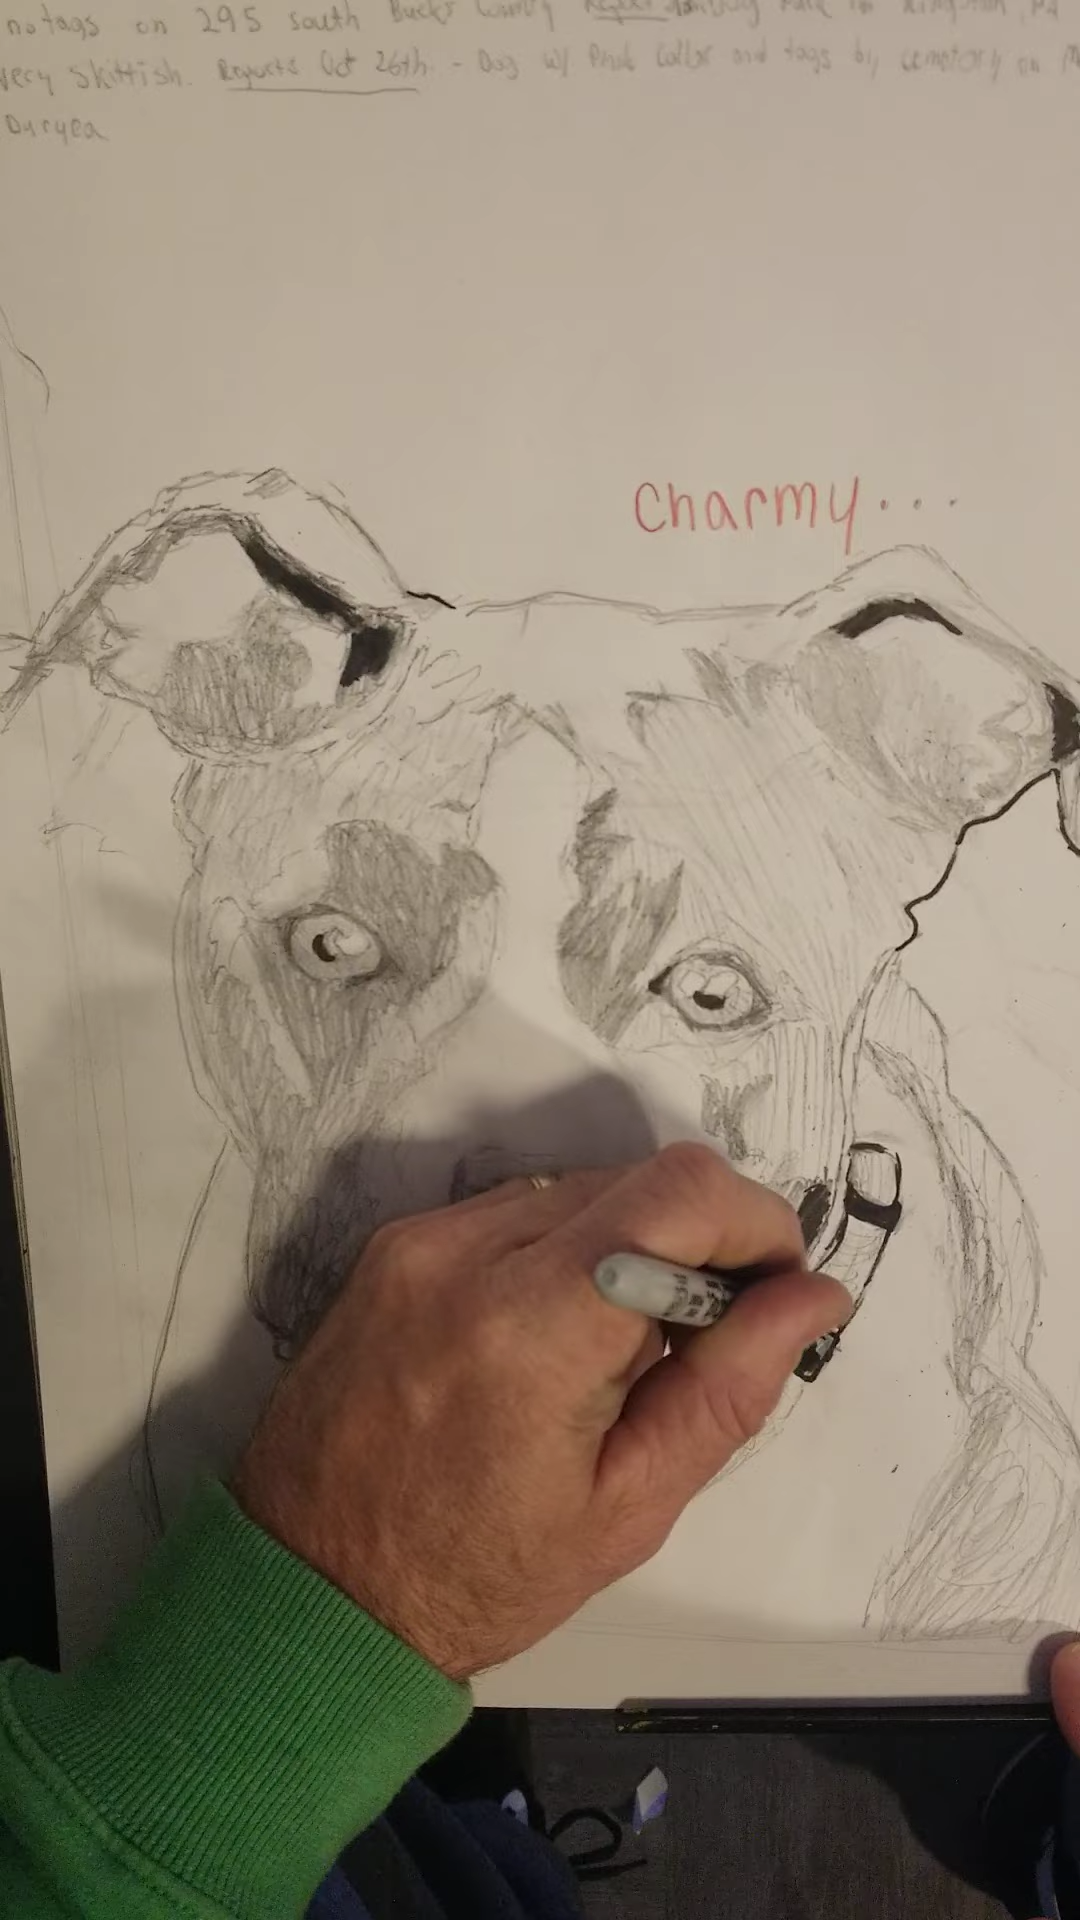 no tags on 295 south Bucks County Report
very skittish. Reports Oct 26th. - Dog w/ Pink Collar and tags by cemetery on
Duryea
Charmy...